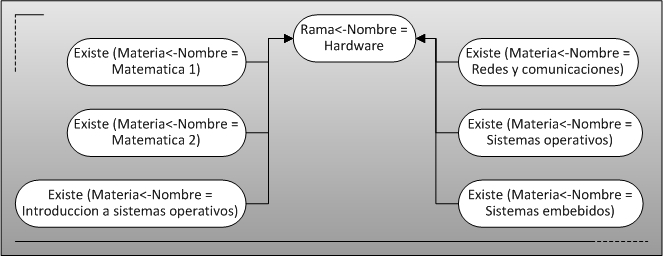 Rama<-Nombre =
Hardware
Existe (Materia<-Nombre =
Matematica 1)
Existe (Materia<-Nombre =
Matematica 2)
Existe (Materia<-Nombre =
Introduccion a sistemas operativos)
Existe (Materia<-Nombre =
Redes y comunicaciones)
Existe (Materia<-Nombre =
Sistemas operativos)
Existe (Materia<-Nombre =
Sistemas embebidos)